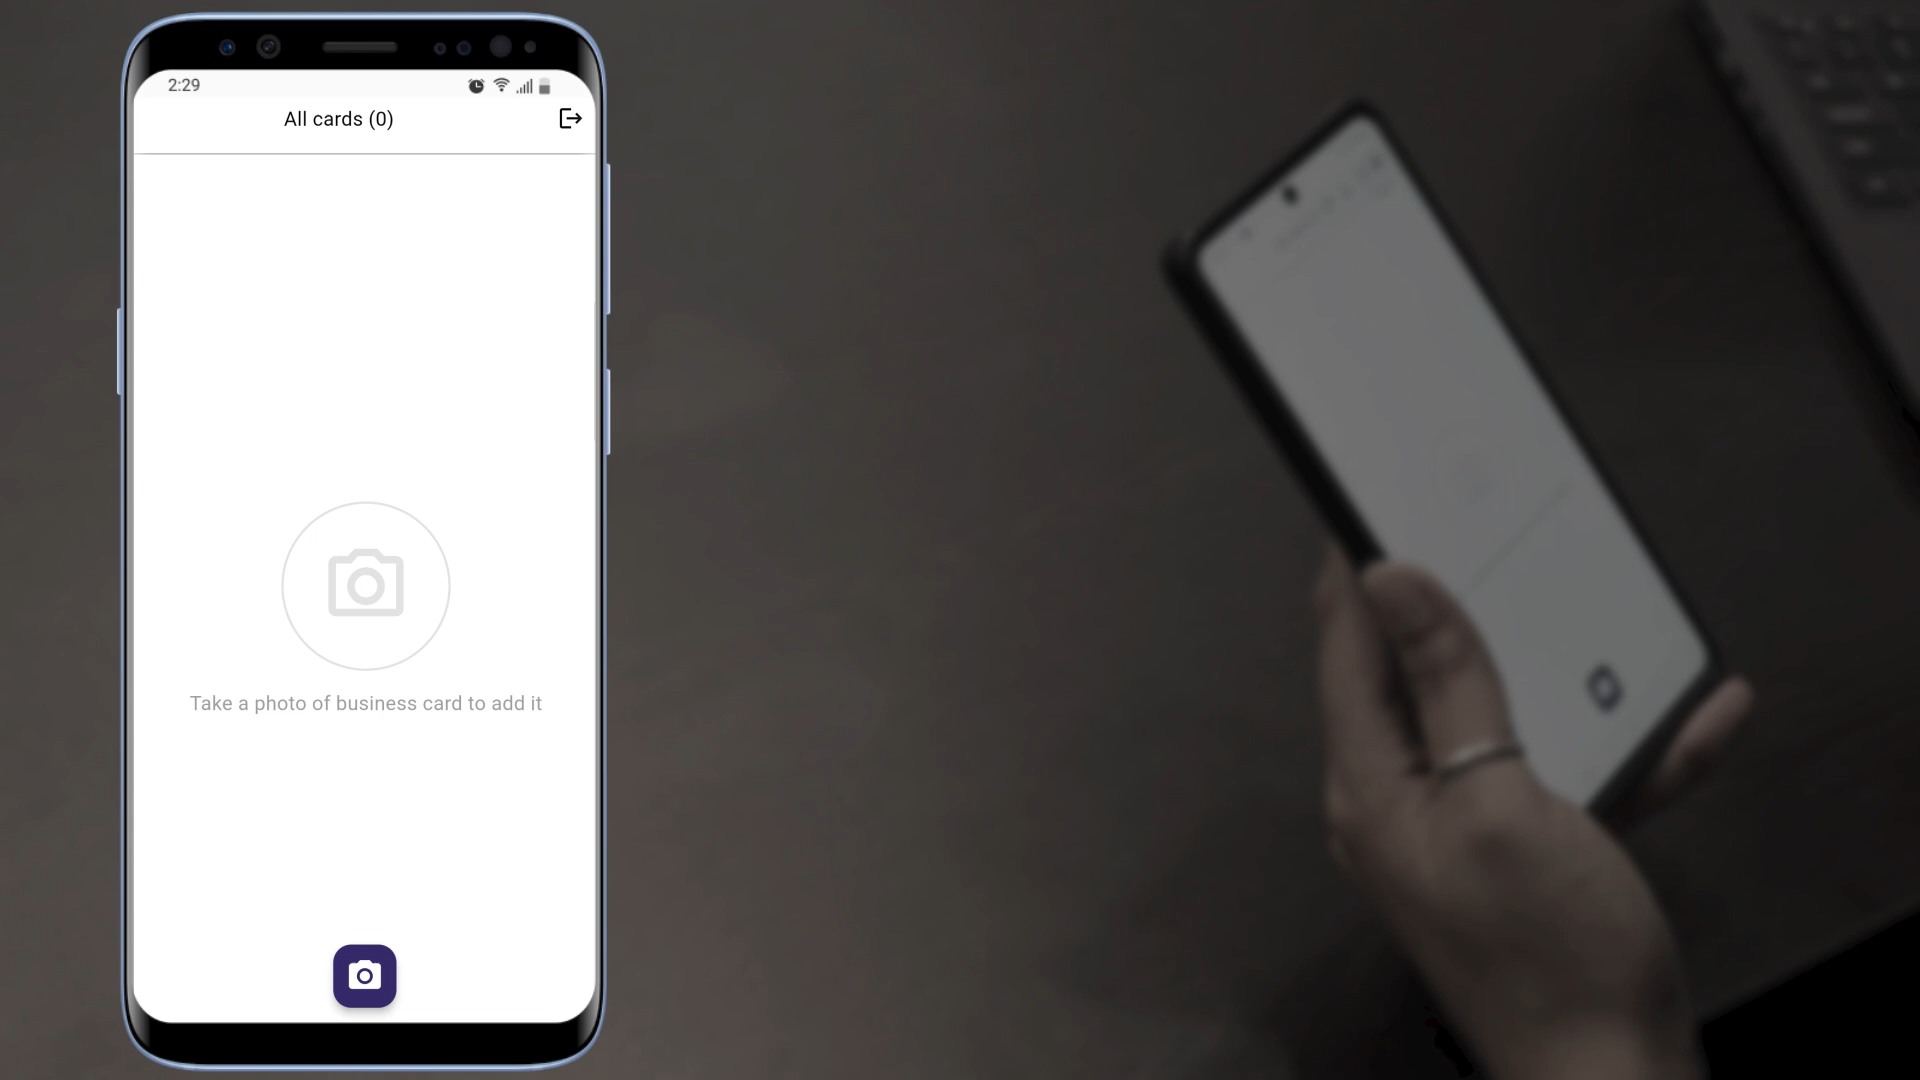 2:29
All cards (0)
Take a photo of business card to add it